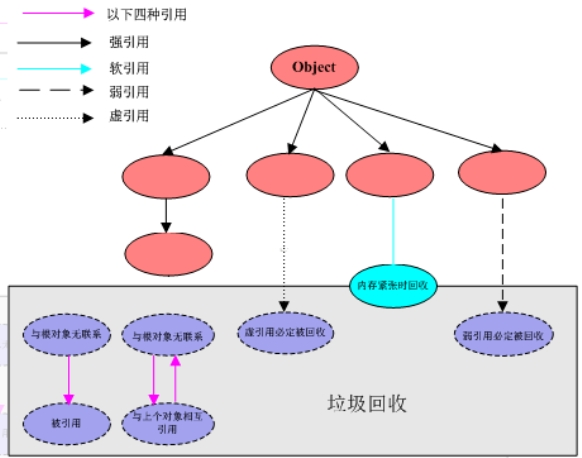 以下四种引用
强引用
软引用
弱引用
虚引用
Object
内存紧张时回收
与根对象无联系
与根对象无联系
虚引用必定被回收
弱引用必定被回收
被引用
与上个对象相互
引用
垃圾回收